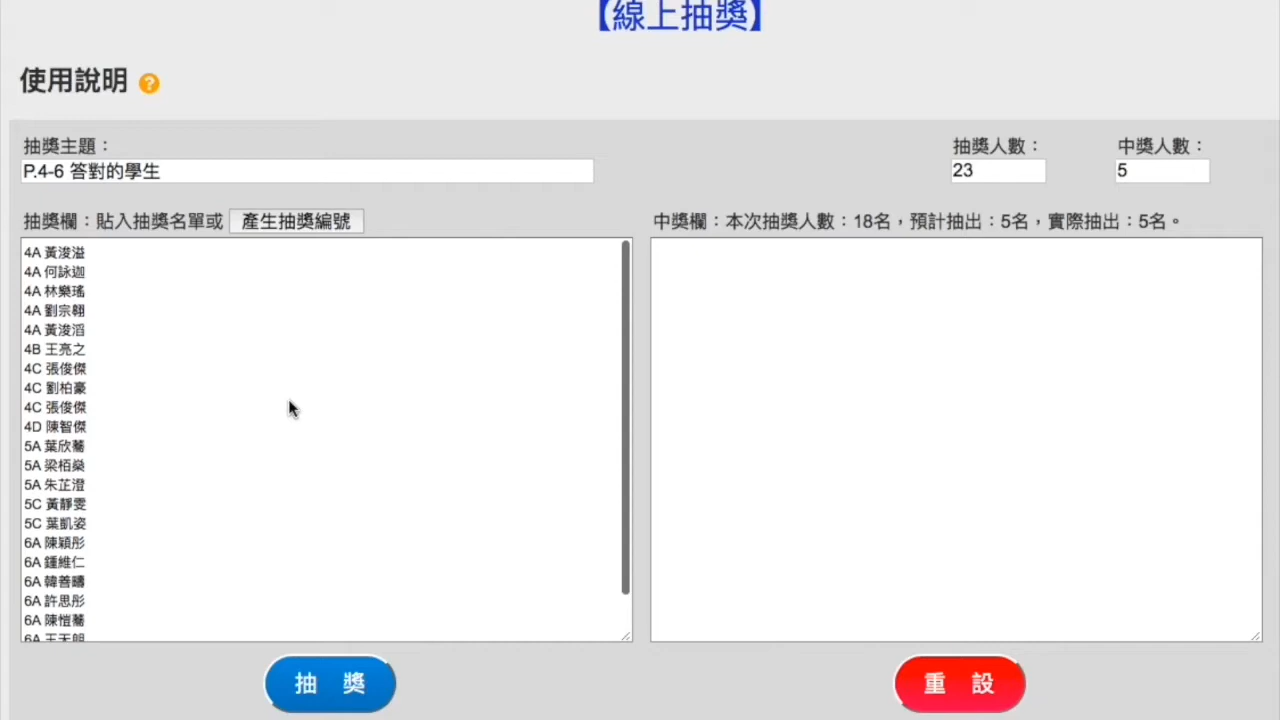 【線上抽獎】
使用說明 ?
抽獎主題：
抽獎人數：
中獎人數：
P.4-6 答對的學生
23
5
抽獎欄：貼入抽獎名單或 產生抽獎編號
中獎欄：本次抽獎人數：18名，預計抽出：5名，實際抽出：5名。
4A 黃浚溢
4A 何詠迦
4A 林樂瑤
4A 劉宗翱
4A 黃浚滔
4B 王亮之
4C 張俊傑
4C 劉柏豪
4C 張俊傑
4D 陳智傑
5A 葉欣蕎
5A 梁栢燊
5A 朱芷澄
5C 黃靜雯
5C 葉凱姿
6A 陳穎彤
6A 鍾維仁
6A 韓善疇
6A 許思彤
6A 陳愷蕎
6A 王天朗
抽 獎
重 設